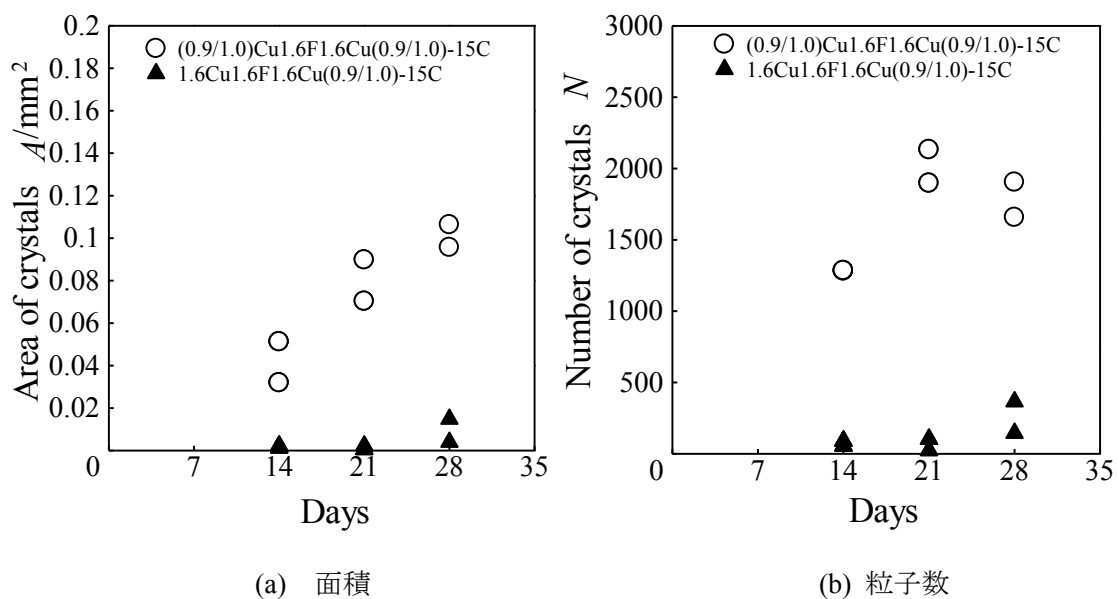 0.2
0.18
0.16
0.14
0.12
0.1
0.08
0.06
0.04
0.02
0
7
14
21
28
35
Area of crystals A/mm²
Days
(0.9/1.0)Cu1.6F1.6Cu(0.9/1.0)-15C
1.6Cu1.6F1.6Cu(0.9/1.0)-15C
(a) 面積
3000
2500
2000
1500
1000
500
0
7
14
21
28
35
Number of crystals N
Days
(0.9/1.0)Cu1.6F1.6Cu(0.9/1.0)-15C
1.6Cu1.6F1.6Cu(0.9/1.0)-15C
(b) 粒子数